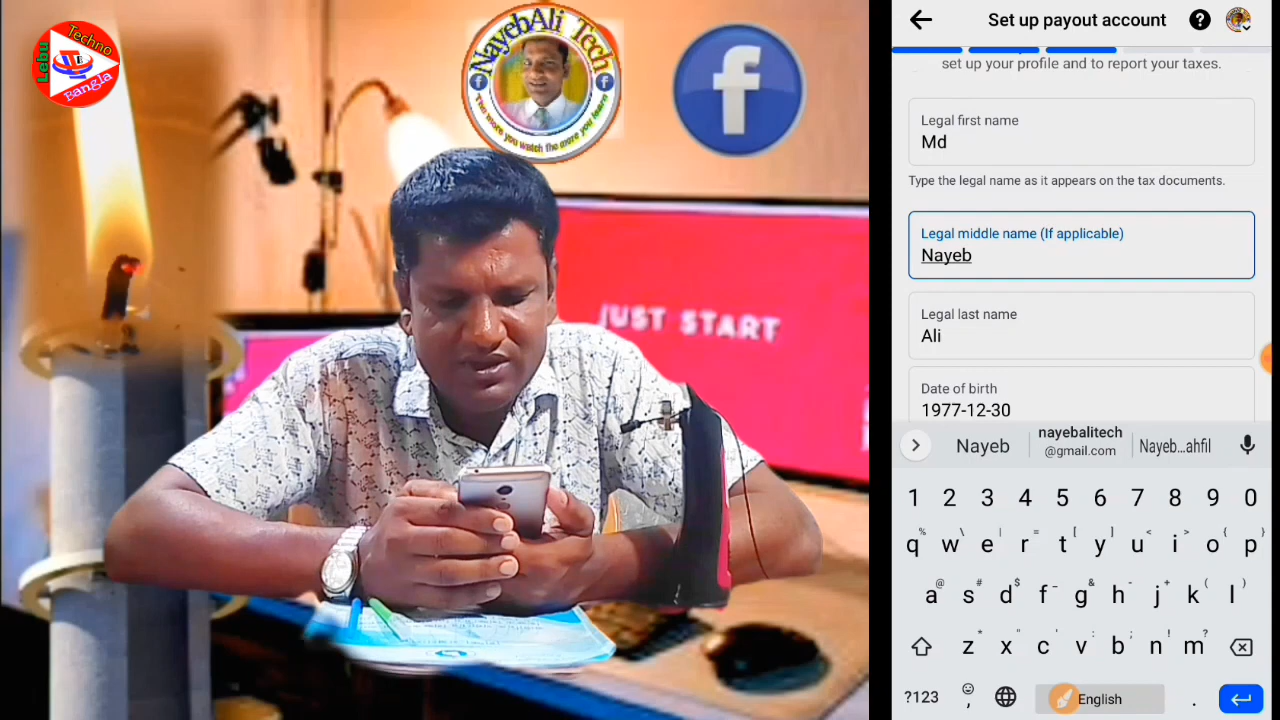 Lebu
Techno
Bangla
NayebAli Tech
The more you watch the more you learn
f
JUST START
Set up payout account
set up your profile and to report your taxes.
Legal first name
Md
Type the legal name as it appears on the tax documents.
Legal middle name (If applicable)
Nayeb
Legal last name
Ali
Date of birth
1977-12-30
Nayeb
nayebalitech
@gmail.com
Nayeb...ahfil
1 2 3 4 5 6 7 8 9 0
q w e r t y u i o p
a s d f g h j k l
z x c v b n m
?123 , English .